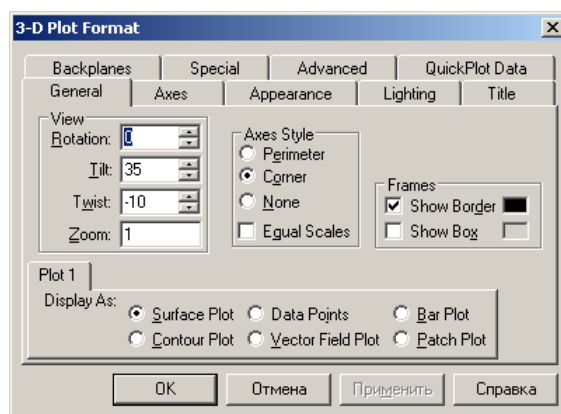 3-D Plot Format
Backplanes Special Advanced QuickPlot Data
General Axes Appearance Lighting Title
View
Rotation: 0
Tilt: 35
Twist: -10
Zoom: 1
Axes Style
Perimeter
Corner
None
Equal Scales
Frames
Show Border
Show Box
Plot 1
Display As:
Surface Plot Data Points Bar Plot
Contour Plot Vector Field Plot Patch Plot
OK Отмена Применить Справка